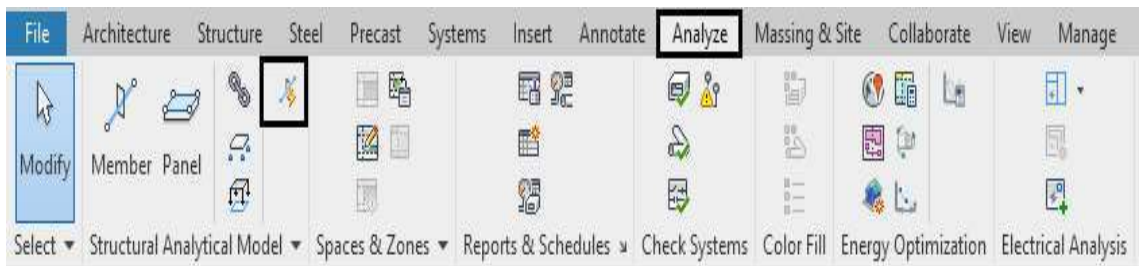 File Architecture Structure Steel Precast Systems Insert Annotate Analyze Massing & Site Collaborate View Manage
Modify Member Panel
Select Structural Analytical Model Spaces & Zones Reports & Schedules Check Systems Color Fill Energy Optimization Electrical Analysis